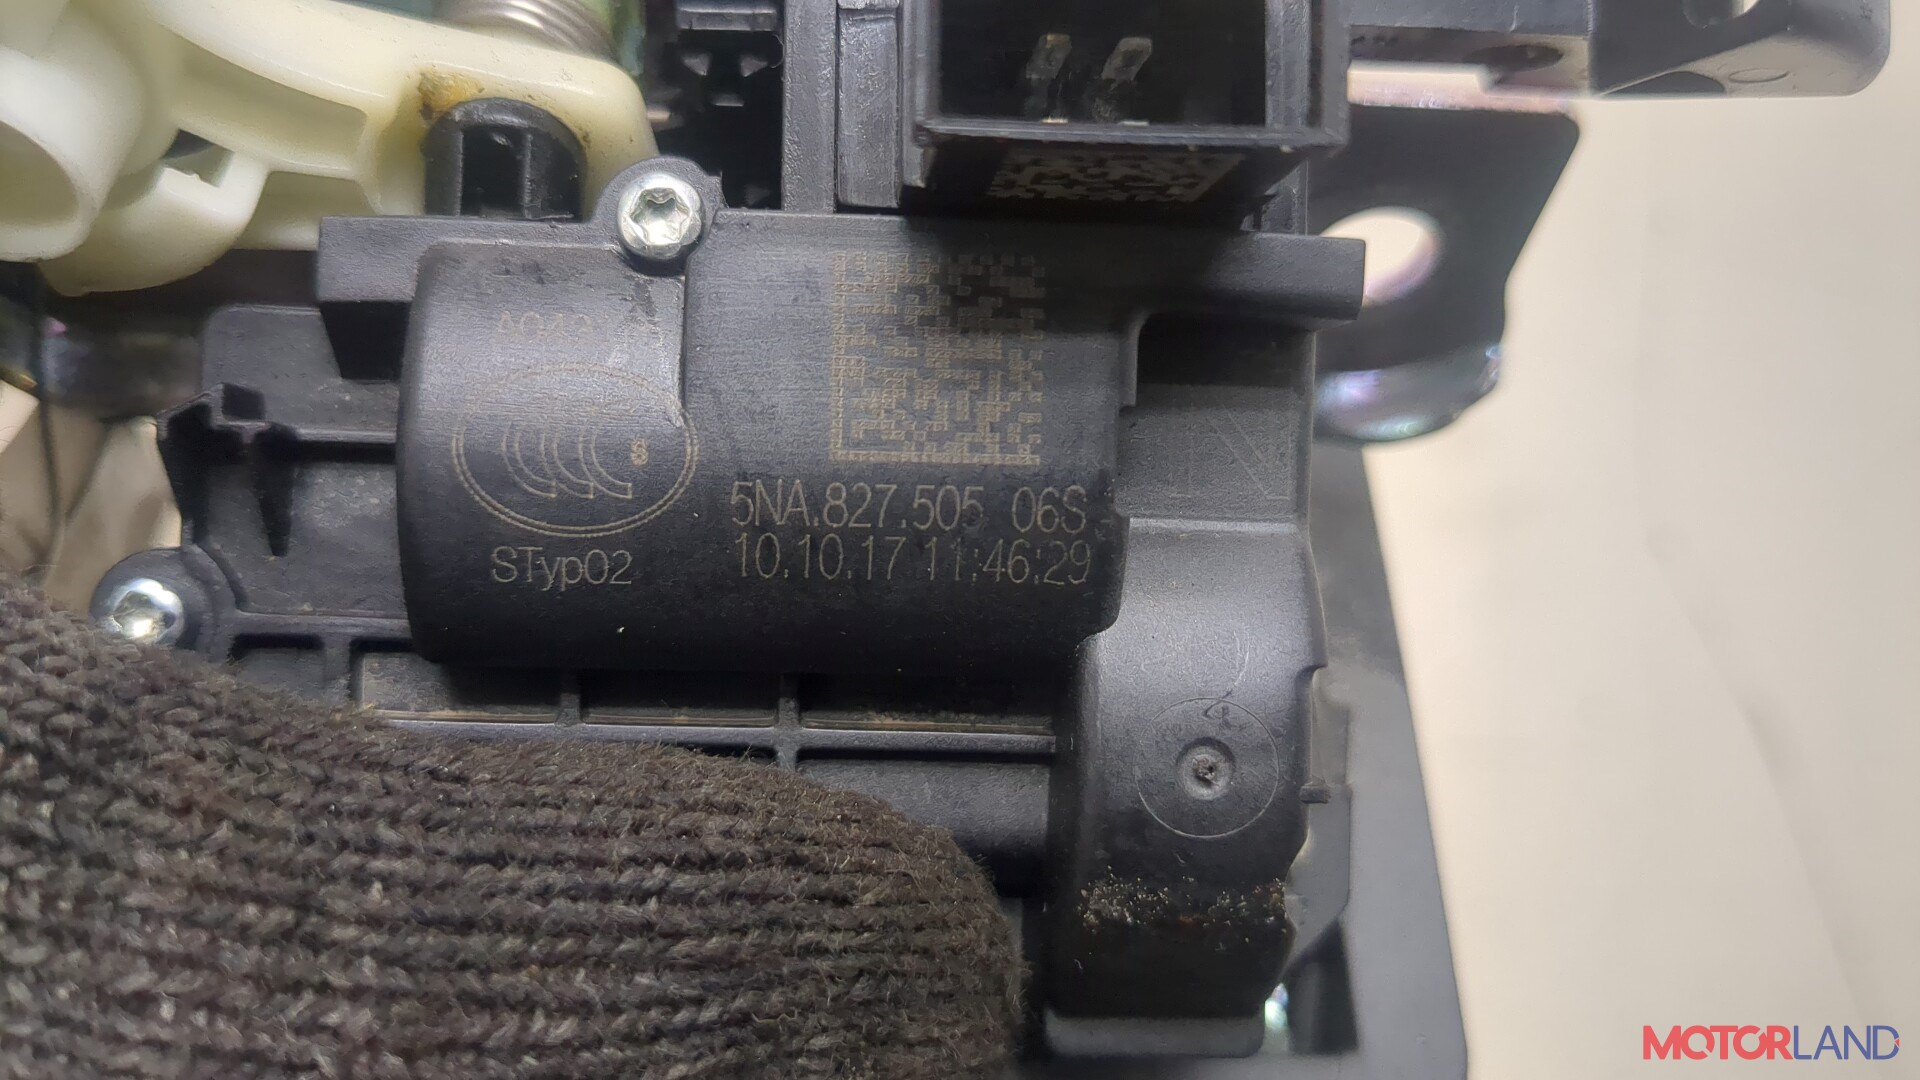 S
5NA.827.505 06S
STyp02
10.10.17 11:46:29
MOTORLAND